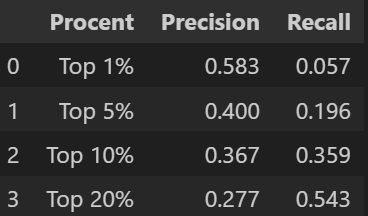 Procent Precision Recall
0 Top 1% 0.583 0.057
1 Top 5% 0.400 0.196
2 Top 10% 0.367 0.359
3 Top 20% 0.277 0.543